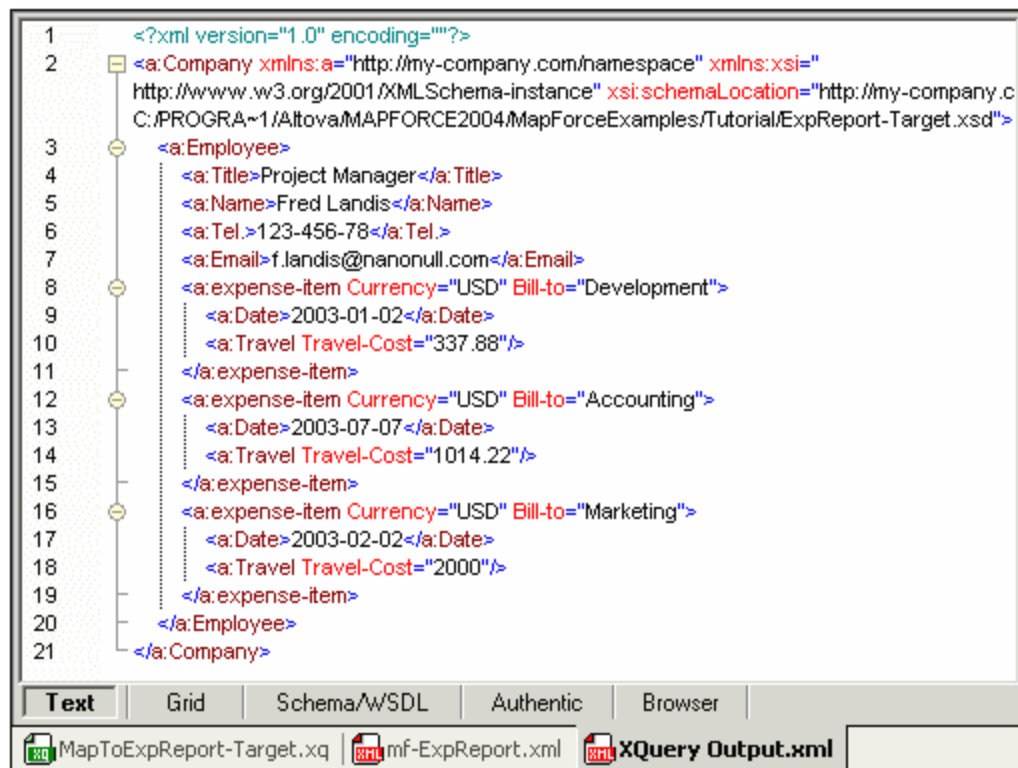 1 <?xml version="1.0" encoding=""?>
2 <a:Company xmlns:a="http://my-company.com/namespace" xmlns:xsi="
http://www.w3.org/2001/XMLSchema-instance" xsi:schemaLocation="http://my-company.c
C:/PROGRA~1/Altova/MAPFORCE2004/MapForceExamples/Tutorial/ExpReport-Target.xsd">
3 <a:Employee>
4 <a:Title>Project Manager</a:Title>
5 <a:Name>Fred Landis</a:Name>
6 <a:Tel.>123-456-78</a:Tel.>
7 <a:Email>f.landis@nanonull.com</a:Email>
8 <a:expense-item Currency="USD" Bill-to="Development">
9 <a:Date>2003-01-02</a:Date>
10 <a:Travel Travel-Cost="337.88"/>
11 </a:expense-item>
12 <a:expense-item Currency="USD" Bill-to="Accounting">
13 <a:Date>2003-07-07</a:Date>
14 <a:Travel Travel-Cost="1014.22"/>
15 </a:expense-item>
16 <a:expense-item Currency="USD" Bill-to="Marketing">
17 <a:Date>2003-02-02</a:Date>
18 <a:Travel Travel-Cost="2000"/>
19 </a:expense-item>
20 </a:Employee>
21 </a:Company>
Text Grid Schema/WSDL Authentic Browser
XQ MapToExpReport-Target.xq XML mf-ExpReport.xml XML XQuery Output.xml